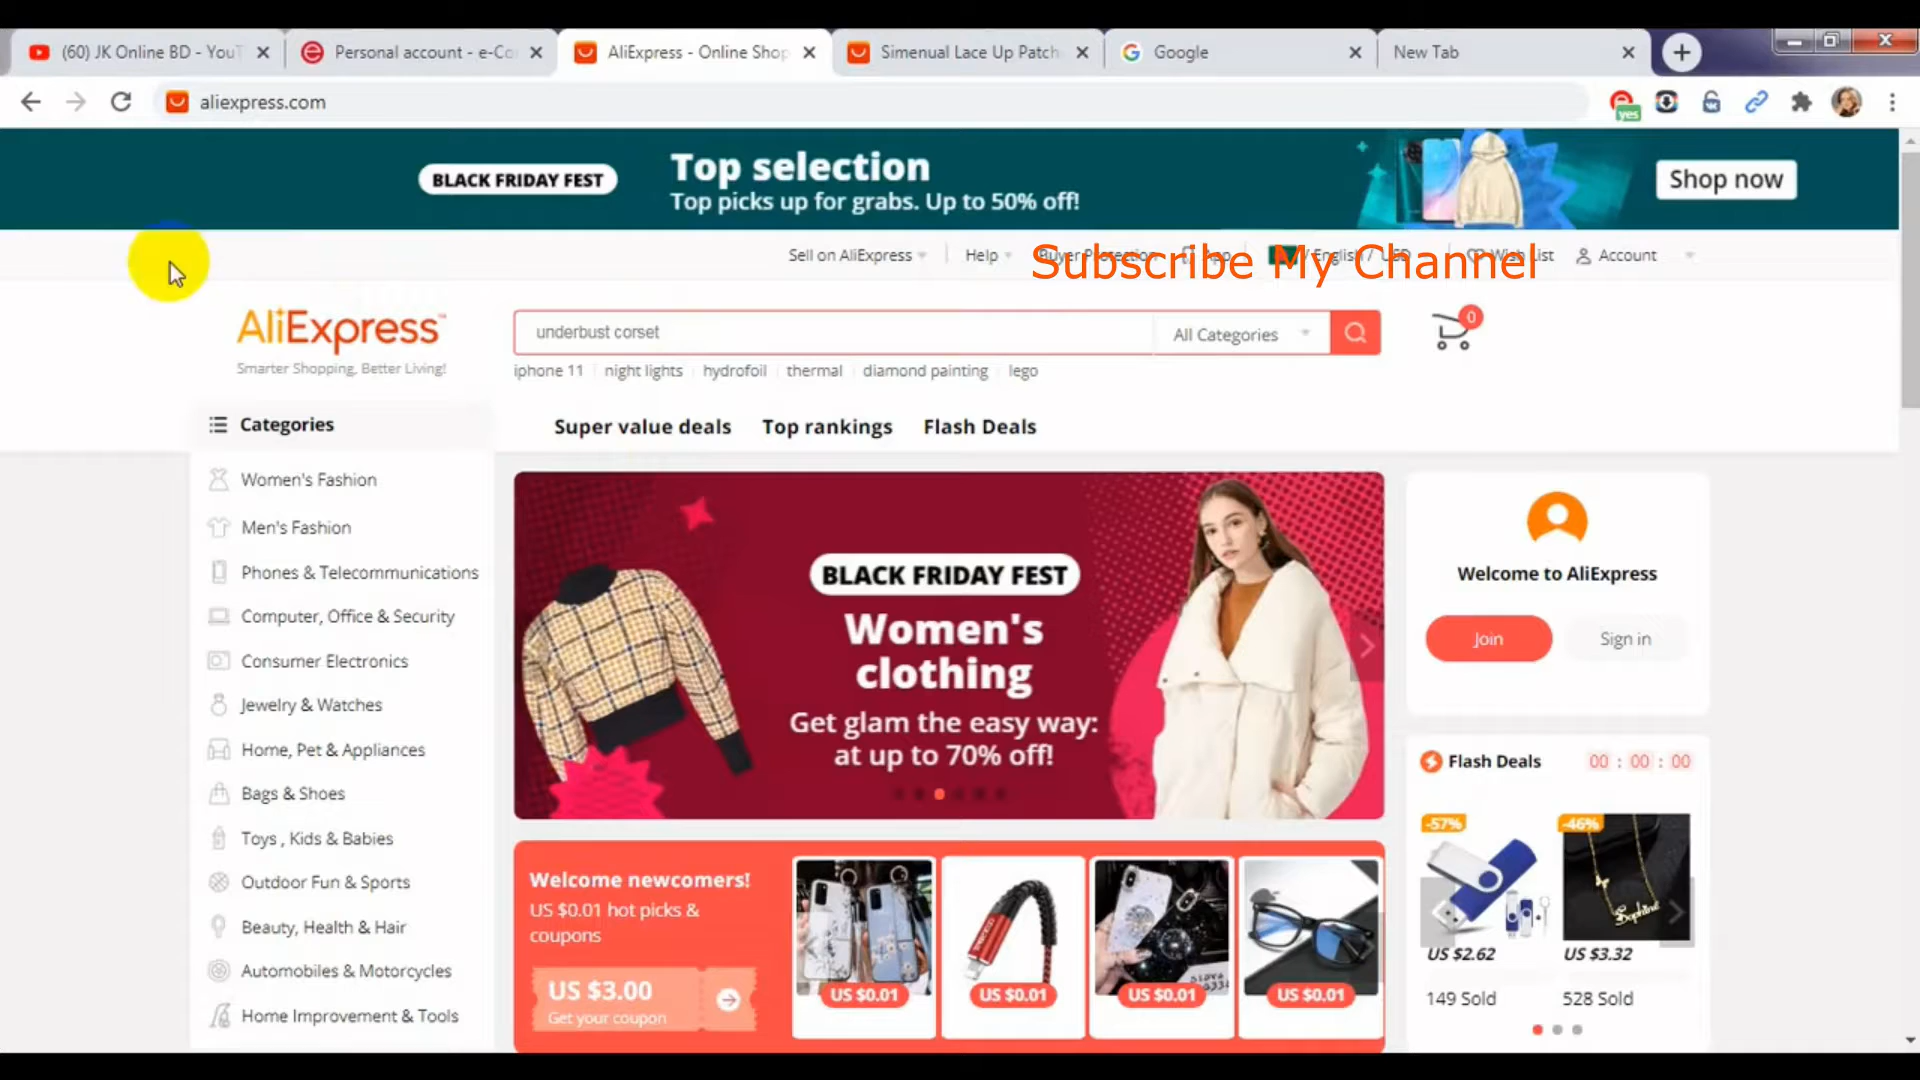 (60) JK Online BD - YouT
Personal account - e-Co
AliExpress - Online Shop
Simenual Lace Up Patch
Google
New Tab
aliexpress.com
yes
BLACK FRIDAY FEST
Top selection
Top picks up for grabs. Up to 50% off!
Shop now
Sell on AliExpress
Help
Buyer Protection
App
/ English / USD
Wish List
Account
Subscribe My Channel
AliExpress™
Smarter Shopping, Better Living!
underbust corset
All Categories
0
iphone 11 night lights hydrofoil thermal diamond painting lego
Categories
Super value deals Top rankings Flash Deals
Women's Fashion
Men's Fashion
Phones & Telecommunications
Computer, Office & Security
Consumer Electronics
Jewelry & Watches
Home, Pet & Appliances
Bags & Shoes
Toys , Kids & Babies
Outdoor Fun & Sports
Beauty, Health & Hair
Automobiles & Motorcycles
Home Improvement & Tools
BLACK FRIDAY FEST
Women's
clothing
Get glam the easy way:
at up to 70% off!
Welcome to AliExpress
Join
Sign in
Flash Deals 00 : 00 : 00
-57%
-46%
Sophine
US $2.62
US $3.32
149 Sold
528 Sold
Welcome newcomers!
US $0.01 hot picks &
coupons
US $3.00
Get your coupon
US $0.01
US $0.01
US $0.01
US $0.01